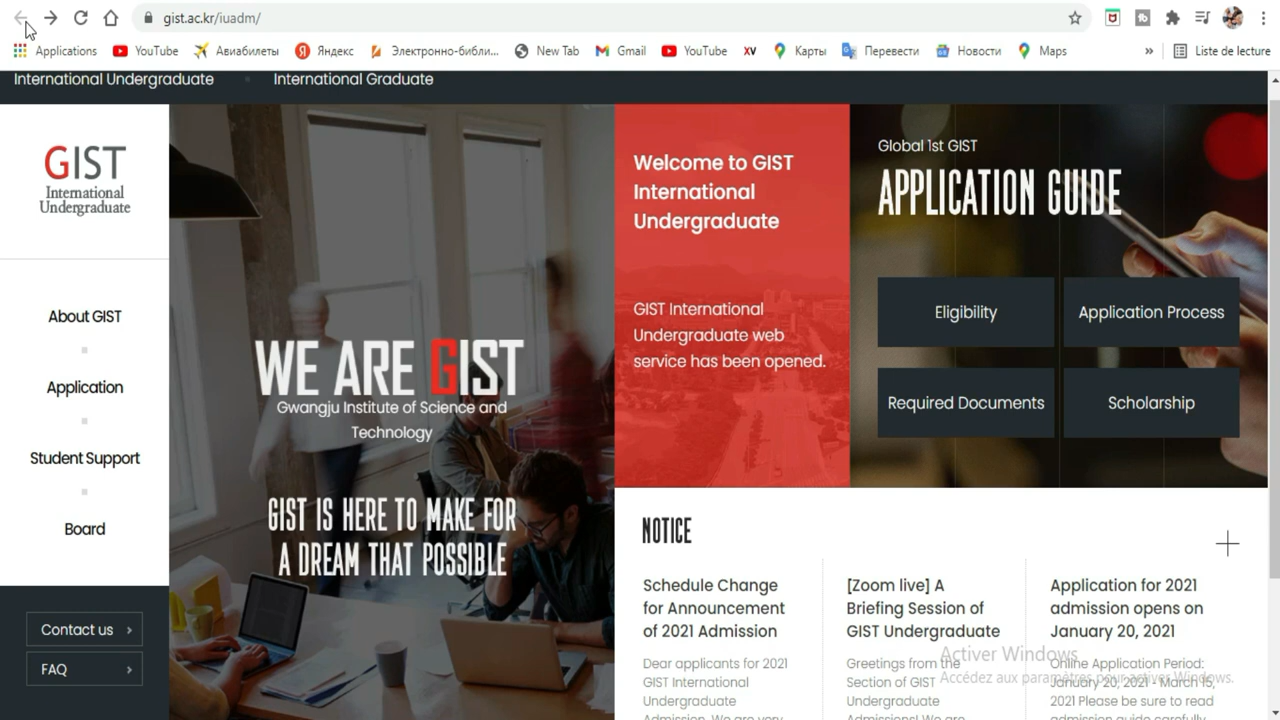 gist.ac.kr/iuadm/
Applications YouTube Авиабилеты Яндекс Электронно-библи... New Tab Gmail YouTube XV Карты Перевести Новости Maps » Liste de lecture
International Undergraduate International Graduate
GIST
International
Undergraduate
About GIST
Application
Student Support
Board
Contact us >
FAQ >
WE ARE GIST
Gwangju Institute of Science and
Technology
GIST IS HERE TO MAKE FOR
A DREAM THAT POSSIBLE
Welcome to GIST
International
Undergraduate
GIST International
Undergraduate web
service has been opened.
Global 1st GIST
APPLICATION GUIDE
Eligibility
Application Process
Required Documents
Scholarship
NOTICE
Schedule Change
for Announcement
of 2021 Admission
Dear applicants for 2021
GIST International
Undergraduate
Admission, We are very
[Zoom live] A
Briefing Session of
GIST Undergraduate
Greetings from the
Section of GIST
Undergraduate
Admissions! We are
Application for 2021
admission opens on
January 20, 2021
Online Application Period:
January 20, 2021 - March 15,
2021 Please be sure to read
admission guide carefully
Activer Windows
Accédez aux paramètres pour activer Windows.